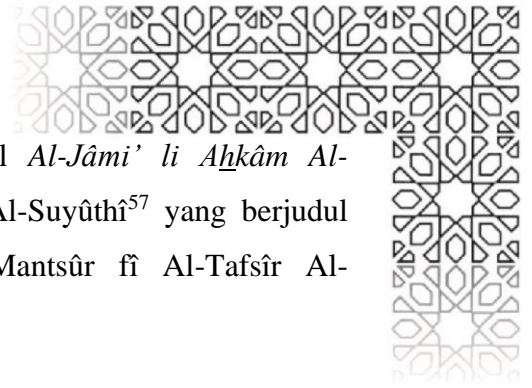 l Al-Jâmi’ li Ahkâm Al-
Al-Suyûthî57 yang berjudul
Mantsûr fî Al-Tafsîr Al-